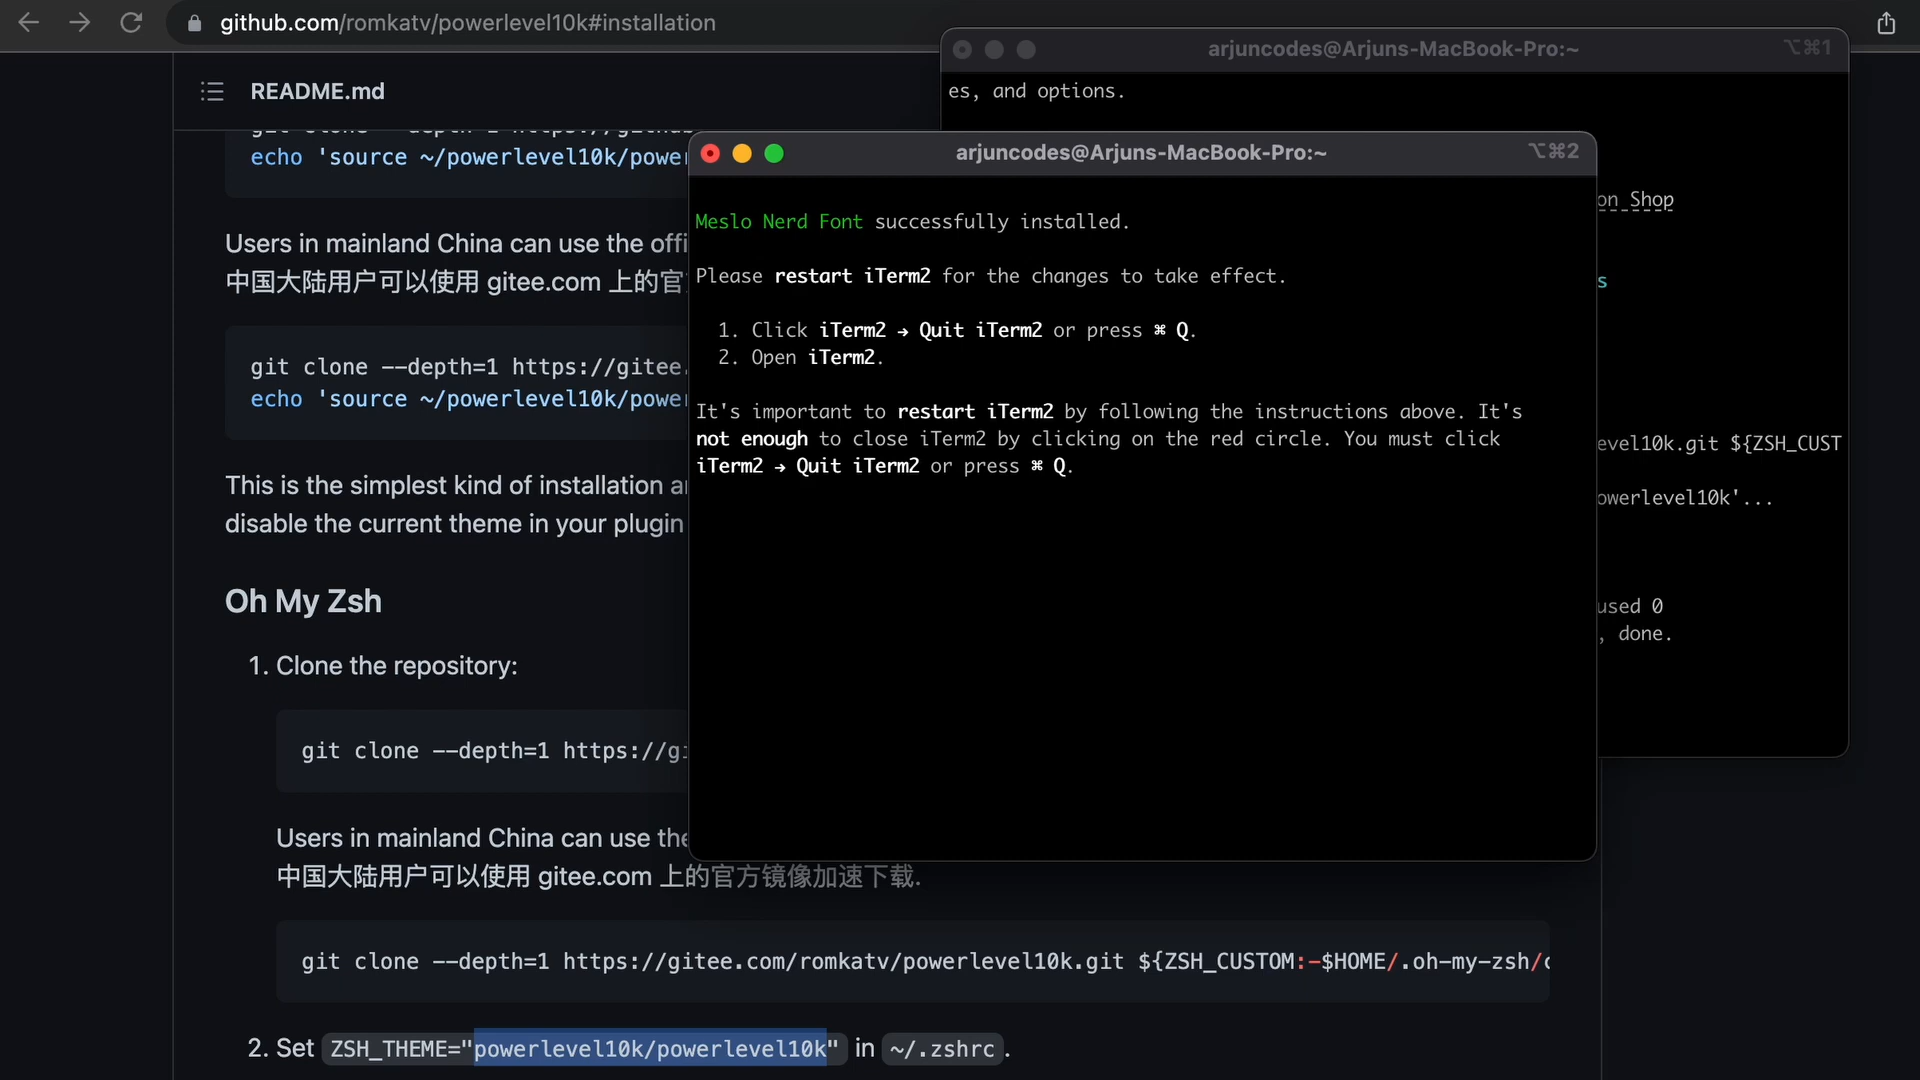 github.com/romkatv/powerlevel10k#installation
README.md
echo 'source ~/powerlevel10k/power
Users in mainland China can use the offi
中国大陆用户可以使用 gitee.com 上的官
git clone --depth=1 https://gitee.
echo 'source ~/powerlevel10k/power
This is the simplest kind of installation
disable the current theme in your plugin
Oh My Zsh
1. Clone the repository:
git clone --depth=1 https://gi
Users in mainland China can use the
中国大陆用户可以使用 gitee.com 上的官方镜像加速下载.
git clone --depth=1 https://gitee.com/romkatv/powerlevel10k.git ${ZSH_CUSTOM:-$HOME/.oh-my-zsh/c
2. Set ZSH_THEME="powerlevel10k/powerlevel10k" in ~/.zshrc.
arjuncodes@Arjuns-MacBook-Pro:~ ⌥⌘1
es, and options.
on Shop
s
evel10k.git ${ZSH_CUST
owerlevel10k'...
used 0
, done.
arjuncodes@Arjuns-MacBook-Pro:~ ⌥⌘2
Meslo Nerd Font successfully installed.
Please restart iTerm2 for the changes to take effect.
1. Click iTerm2 → Quit iTerm2 or press ⌘ Q.
2. Open iTerm2.
It's important to restart iTerm2 by following the instructions above. It's
not enough to close iTerm2 by clicking on the red circle. You must click
iTerm2 → Quit iTerm2 or press ⌘ Q.